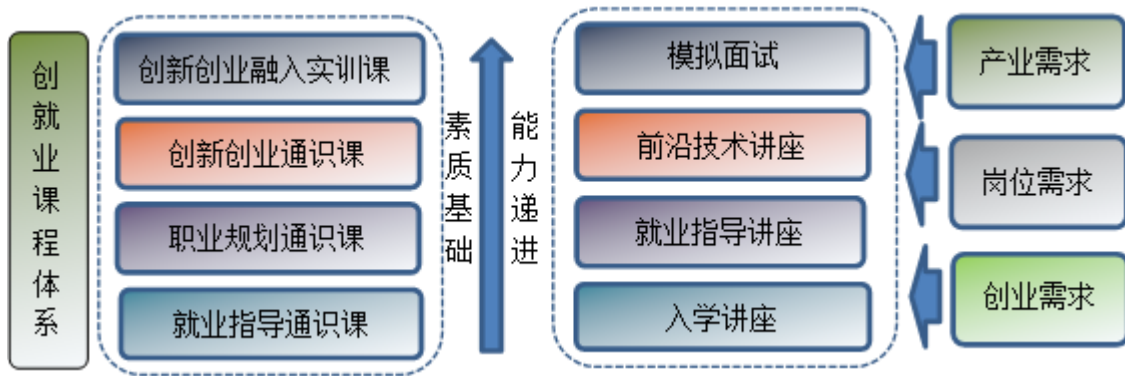 创就业课程体系
创新创业融入实训课
创新创业通识课
职业规划通识课
就业指导通识课
素质基础
能力递进
模拟面试
前沿技术讲座
就业指导讲座
入学讲座
产业需求
岗位需求
创业需求